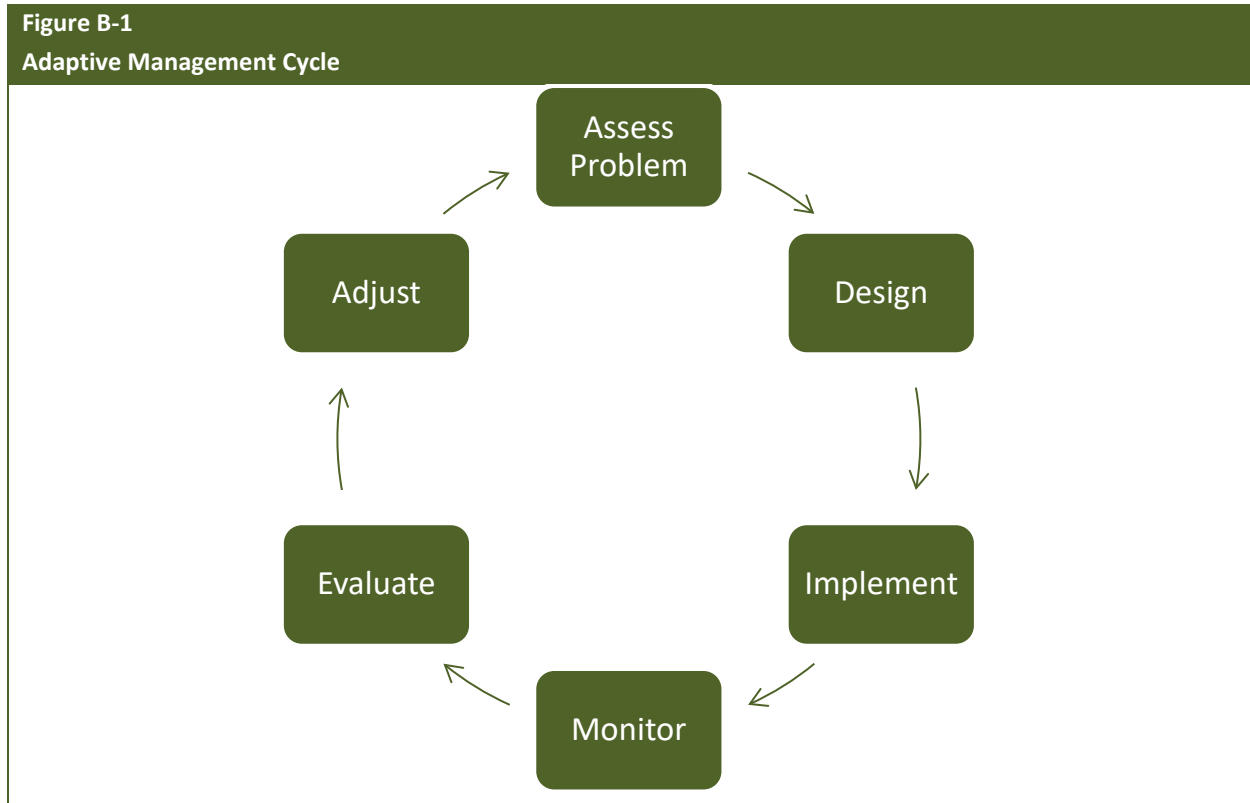 Figure B-1
Adaptive Management Cycle
Assess
Problem
Design
Implement
Monitor
Evaluate
Adjust